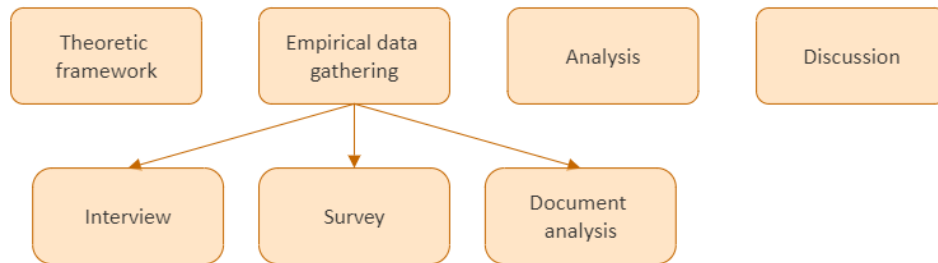 Theoretic
framework
Empirical data
gathering
Analysis
Discussion
Interview
Survey
Document
analysis